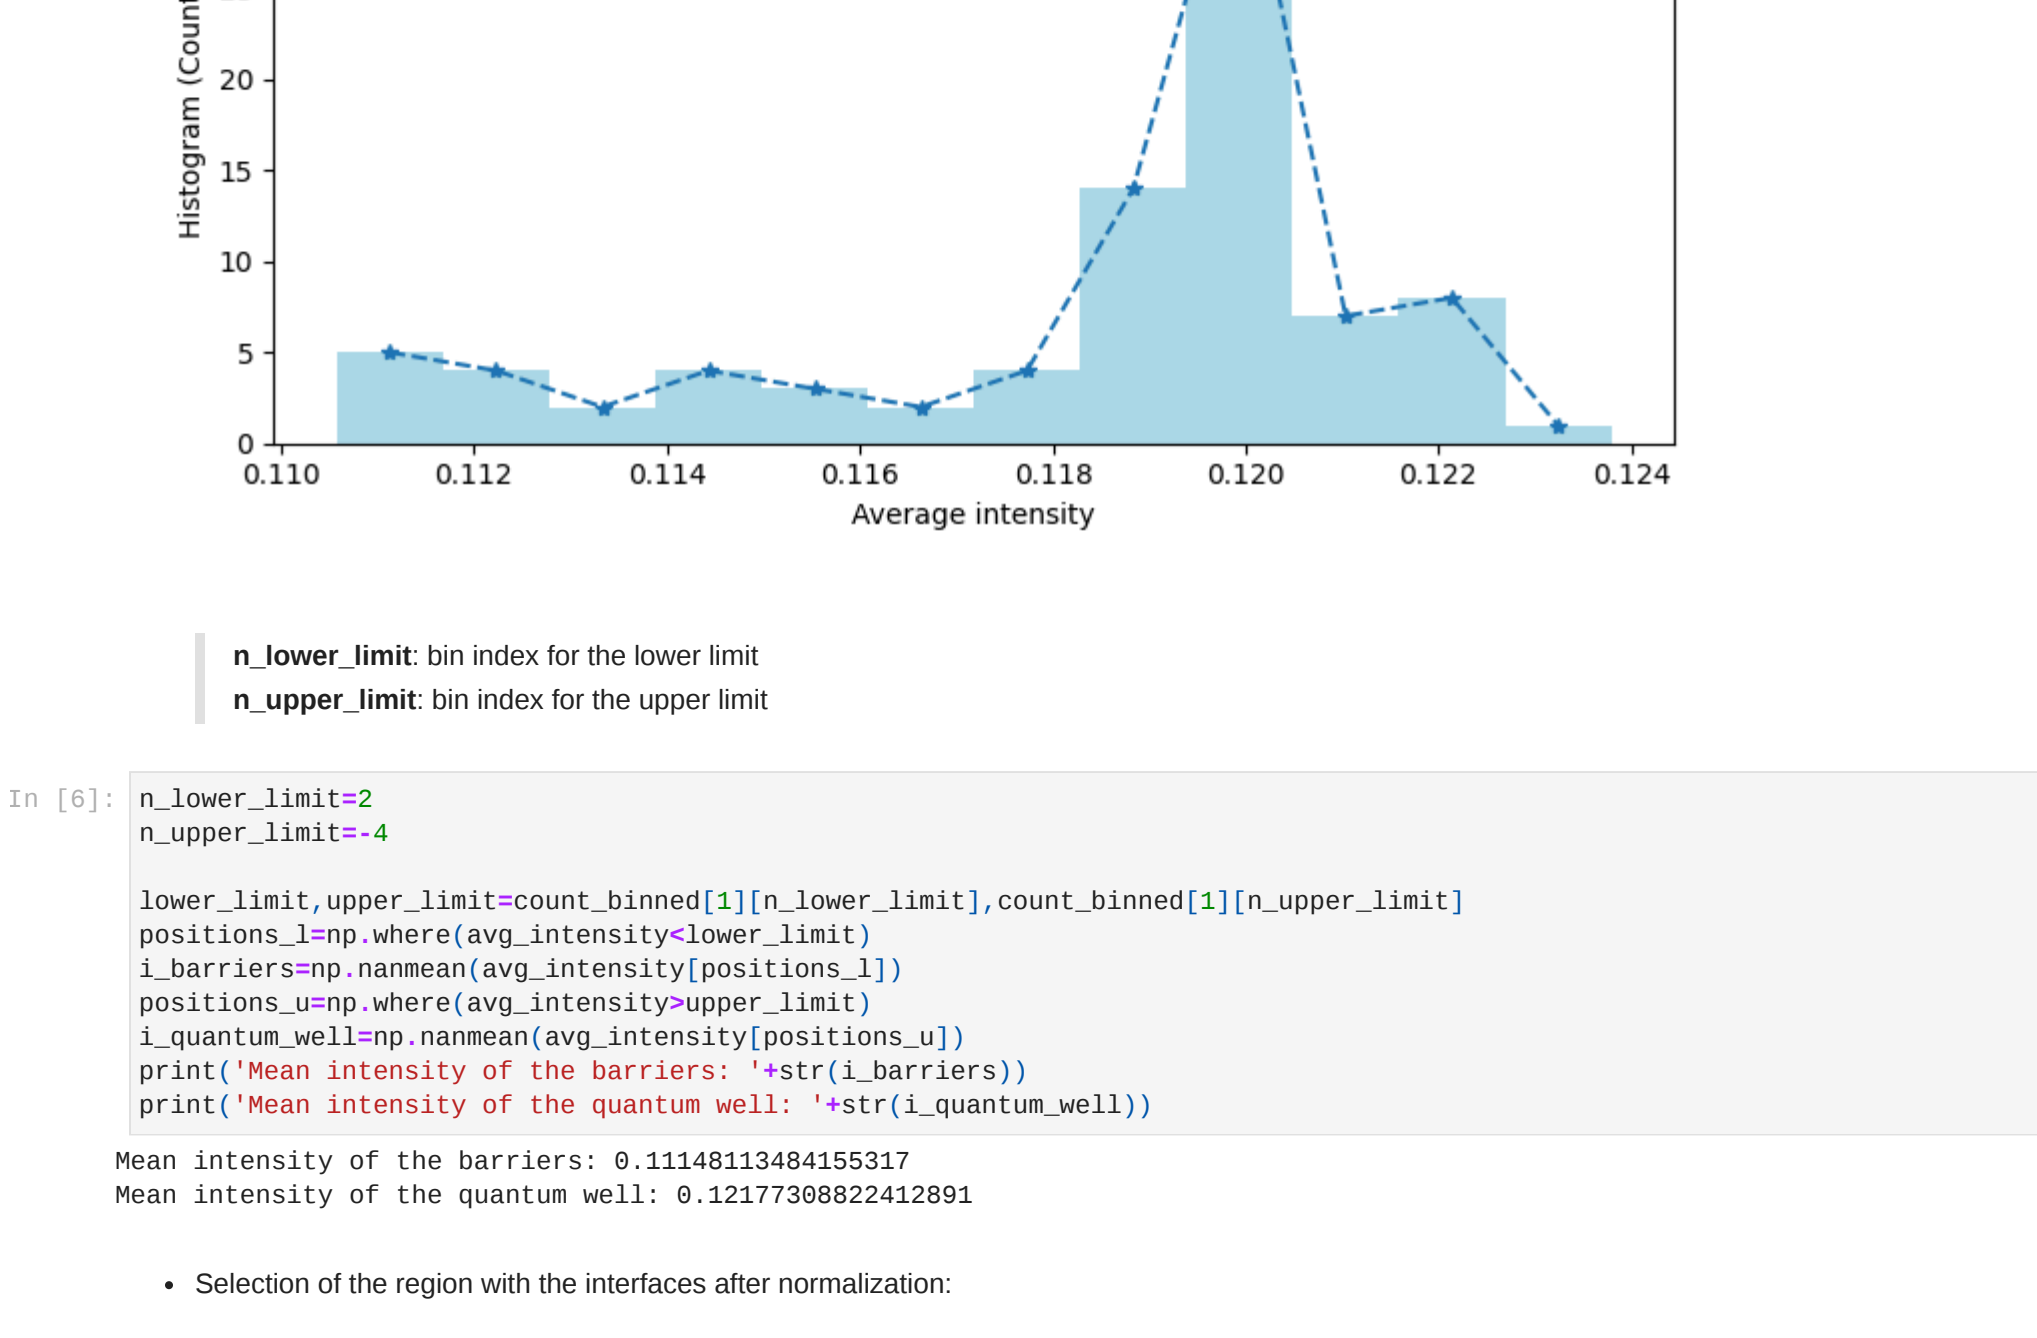 Histogram (Count
20
15
10
5
0
0.110 0.112 0.114 0.116 0.118 0.120 0.122 0.124
Average intensity
n_lower_limit: bin index for the lower limit
n_upper_limit: bin index for the upper limit
In [6]:
n_lower_limit=2
n_upper_limit=-4
lower_limit,upper_limit=count_binned[1][n_lower_limit],count_binned[1][n_upper_limit]
positions_l=np.where(avg_intensity<lower_limit)
i_barriers=np.nanmean(avg_intensity[positions_l])
positions_u=np.where(avg_intensity>upper_limit)
i_quantum_well=np.nanmean(avg_intensity[positions_u])
print('Mean intensity of the barriers: '+str(i_barriers))
print('Mean intensity of the quantum well: '+str(i_quantum_well))
Mean intensity of the barriers: 0.11148113484155317
Mean intensity of the quantum well: 0.12177308822412891
• Selection of the region with the interfaces after normalization: